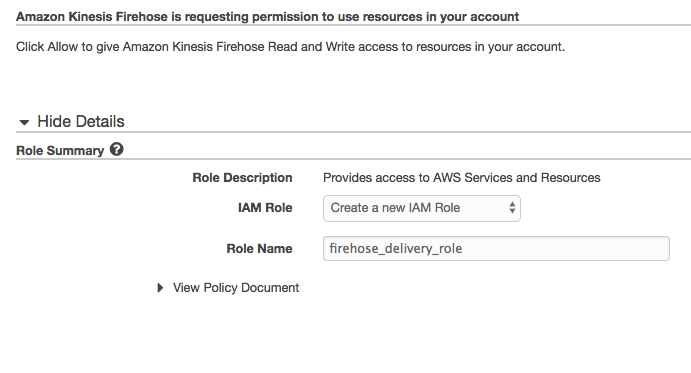 Amazon Kinesis Firehose is requesting permission to use resources in your account
Click Allow to give Amazon Kinesis Firehose Read and Write access to resources in your account.
Hide Details
Role Summary ?
Role Description Provides access to AWS Services and Resources
IAM Role Create a new IAM Role
Role Name firehose_delivery_role
View Policy Document